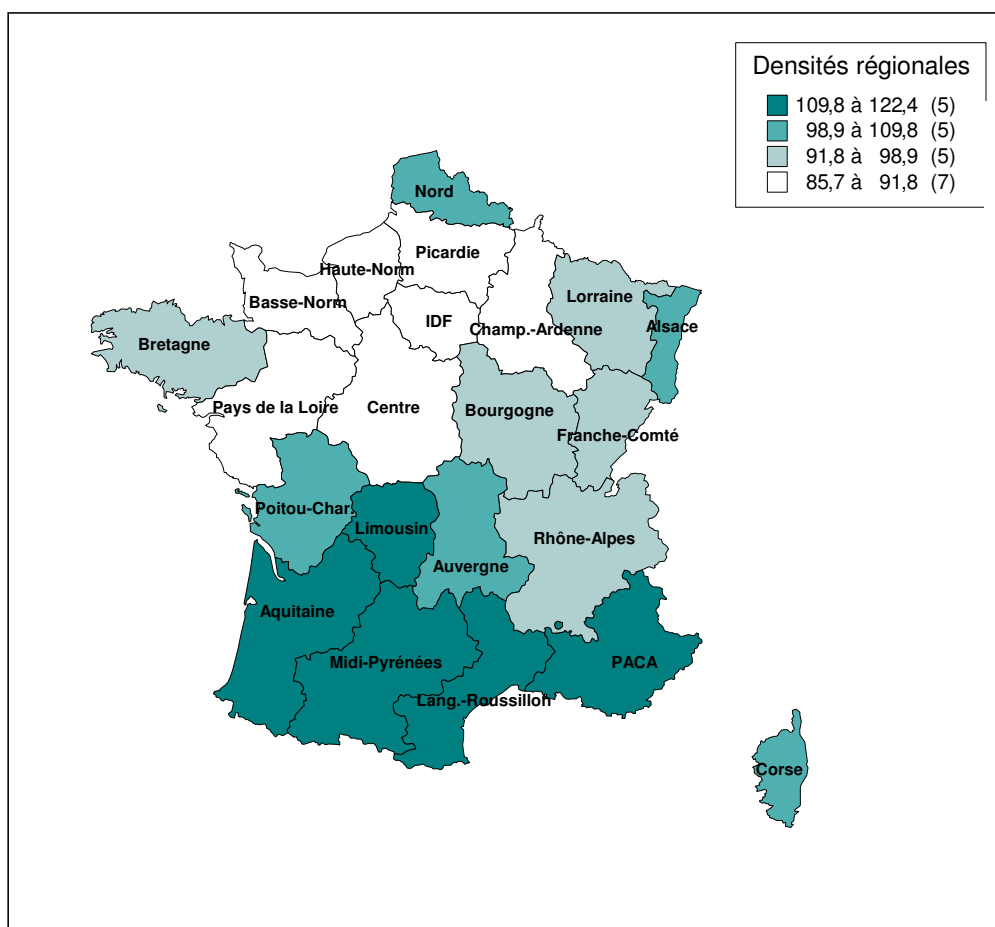 Densités régionales
109,8 à 122,4 (5)
98,9 à 109,8 (5)
91,8 à 98,9 (5)
85,7 à 91,8 (7)
Nord
Picardie
Haute-Norm
Basse-Norm
IDF
Champ.-Ardenne
Lorraine
Alsace
Bretagne
Pays de la Loire
Centre
Bourgogne
Franche-Comté
Poitou-Char.
Limousin
Auvergne
Rhône-Alpes
Aquitaine
Midi-Pyrénées
Lang.-Roussillon
PACA
Corse